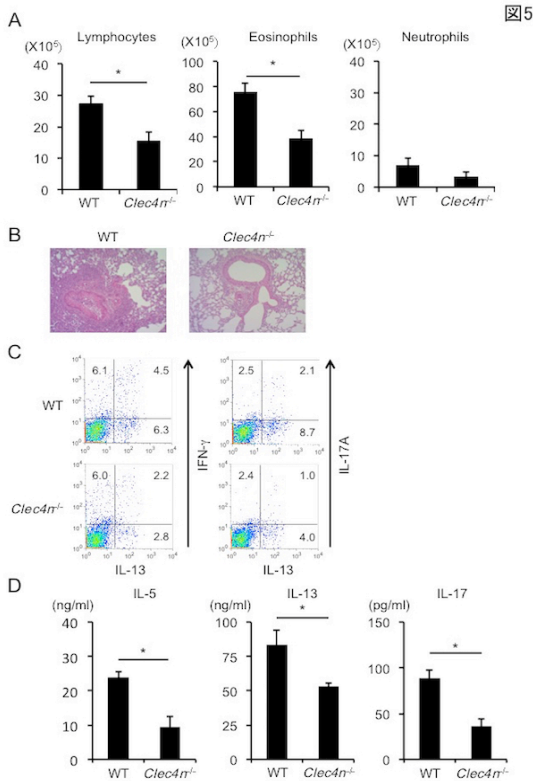 図5
A
Lymphocytes
(X10⁵)
40
30
20
10
0
*
WT Clec4n-/-
Eosinophils
(X10⁵)
100
80
60
40
20
0
*
WT Clec4n-/-
Neutrophils
(X10⁵)
40
30
20
10
0
WT Clec4n-/-
B
WT Clec4n-/-
C
WT
6.1 4.5
6.3
2.5 2.1
8.7
Clec4n-/-
6.0 2.2
2.8
2.4 1.0
4.0
10⁰ 10¹ 10² 10³ 10⁴
IFN-γ
IL-17A
IL-13 IL-13
D
IL-5
(ng/ml)
40
30
20
10
0
*
WT Clec4n-/-
IL-13
(ng/ml)
100
75
50
25
0
*
WT Clec4n-/-
IL-17
(pg/ml)
150
100
50
0
*
WT Clec4n-/-